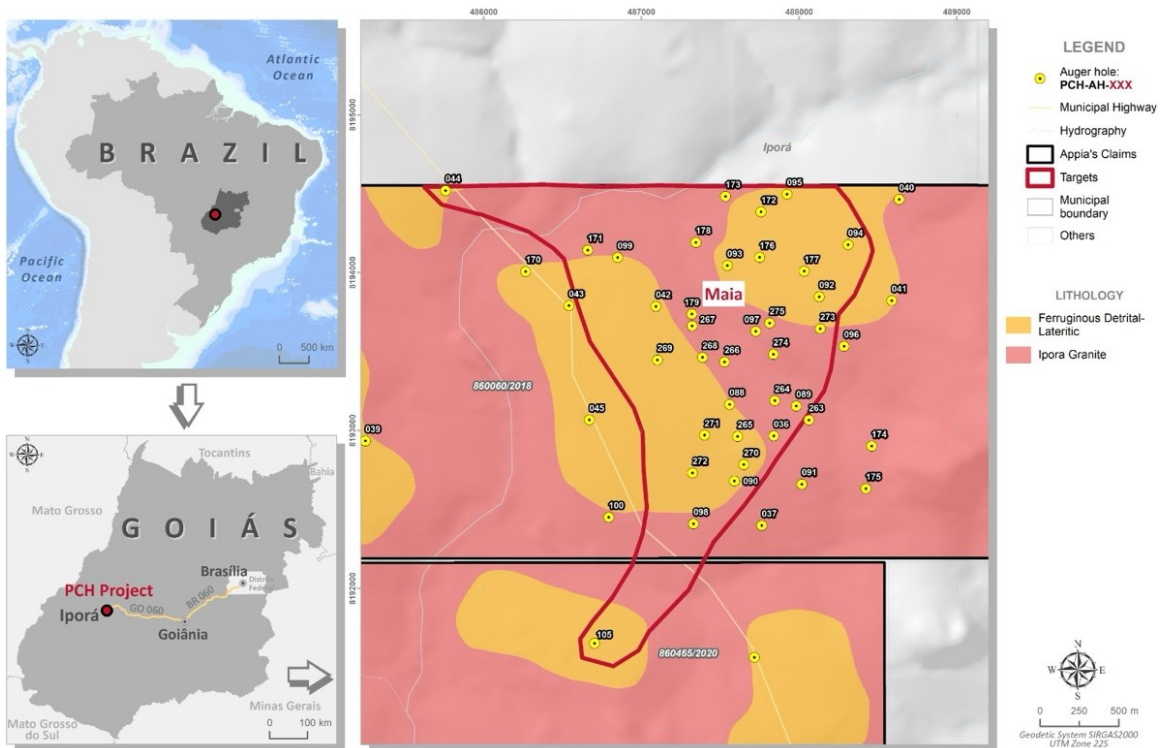 Atlantic
Ocean
BRAZIL
Pacific
Ocean
N
W
E
S
0 500 km
N
W
E
S
Tocantins
Bahia
Mato Grosso
GOIÁS
Brasília
Distrito
Federal
PCH Project
Iporá
GO 060
BR 060
Goiânia
Minas Gerais
Mato Grosso
do Sul
0 100 km
486000 487000 488000 489000
8195000
8194000
8193000
8192000
Iporá
044
173
095
040
172
178
094
171
099
176
093
170
177
092
041
043
042
179
267
275
097
273
096
269
268
266
274
860060/2018
088
264
089
263
045
039
271
265
036
174
270
272
090
091
175
100
098
037
Maia
105
860465/2020
LEGEND
Auger hole:
PCH-AH-XXX
Municipal Highway
Hydrography
Appia's Claims
Targets
Municipal
boundary
Others
LITHOLOGY
Ferruginous Detrital-
Lateritic
Ipora Granite
N
W
E
S
0 250 500 m
Geodetic System SIRGAS2000
UTM Zone 22S